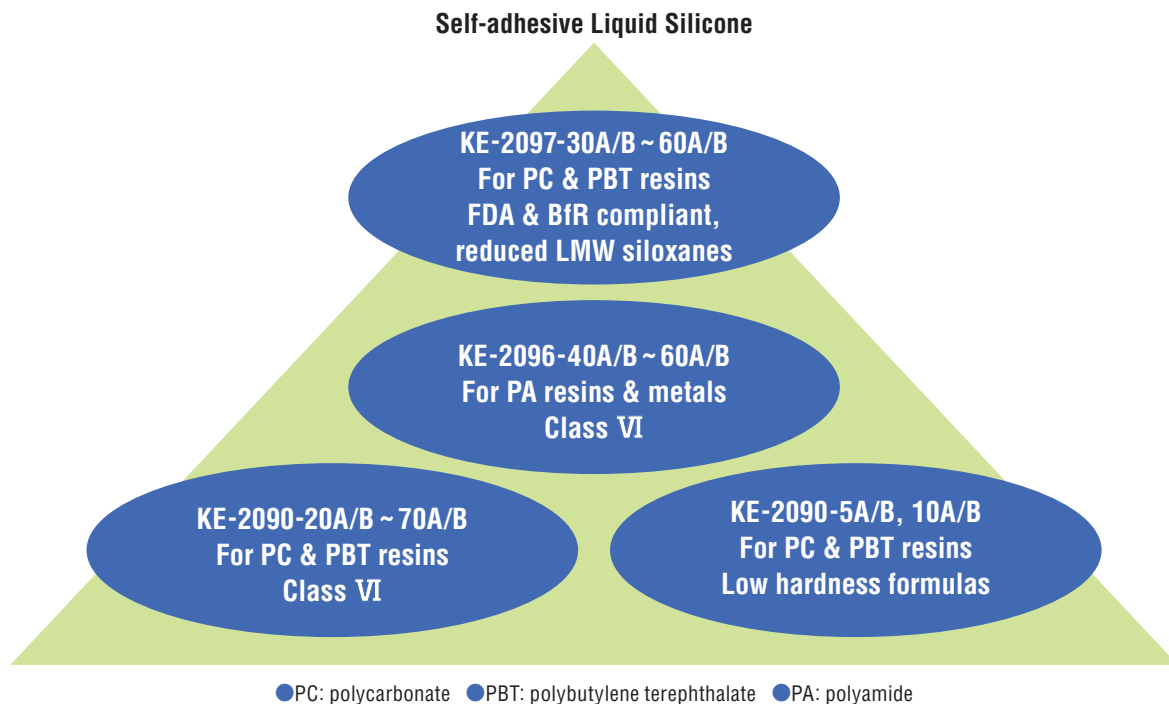 Self-adhesive Liquid Silicone
KE-2097-30A/B ~ 60A/B
For PC & PBT resins
FDA & BfR compliant,
reduced LMW siloxanes
KE-2096-40A/B ~ 60A/B
For PA resins & metals
Class Ⅵ
KE-2090-20A/B ~ 70A/B
For PC & PBT resins
Class Ⅵ
KE-2090-5A/B, 10A/B
For PC & PBT resins
Low hardness formulas
●PC: polycarbonate ●PBT: polybutylene terephthalate ●PA: polyamide